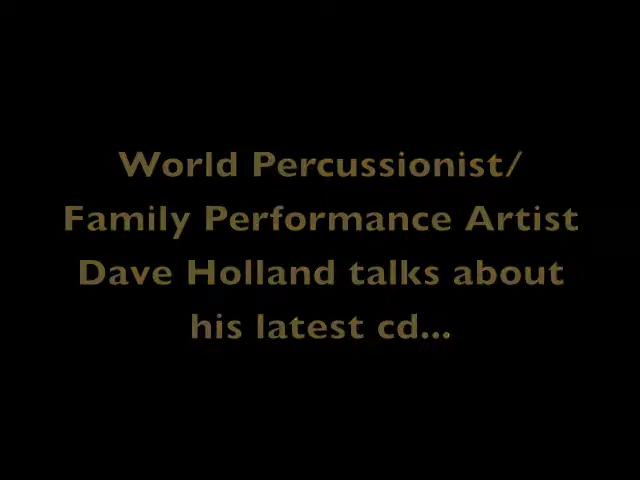 World Percussionist/
Family Performance Artist
Dave Holland talks about
his latest cd...